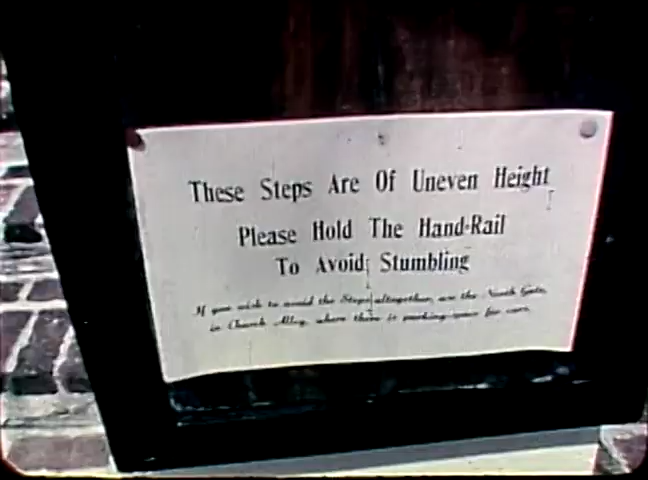 These Steps Are Of Uneven Height
Please Hold The Hand-Rail
To Avoid Stumbling
If you wish to avoid the Steps altogether, use the North Gate,
in Church Alley, where there is parking-space for cars.